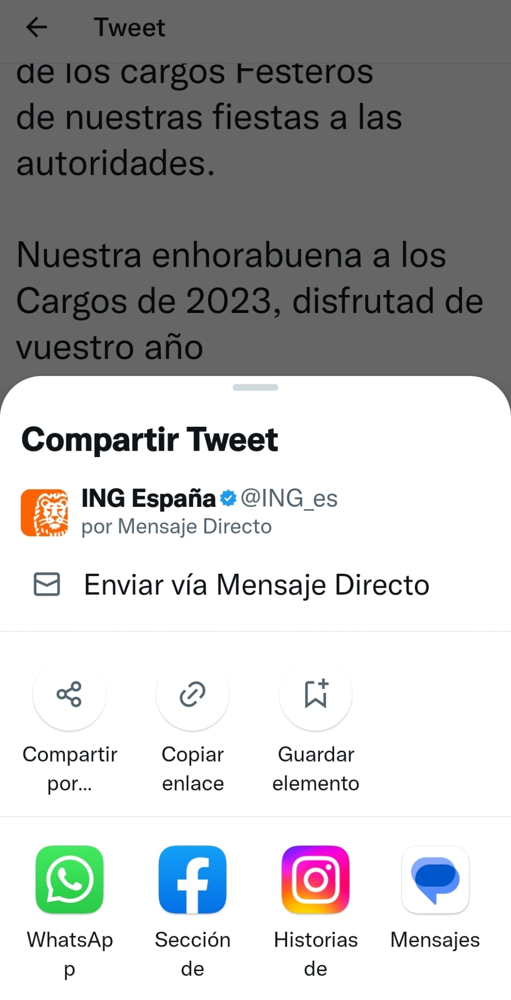 Tweet
de los cargos Festeros
de nuestras fiestas a las
autoridades.
Nuestra enhorabuena a los
Cargos de 2023, disfrutad de
vuestro año
Compartir Tweet
ING España @ING_es
por Mensaje Directo
Enviar vía Mensaje Directo
Compartir
por...
Copiar
enlace
Guardar
elemento
WhatsAp
p
Sección
de
Historias
de
Mensajes